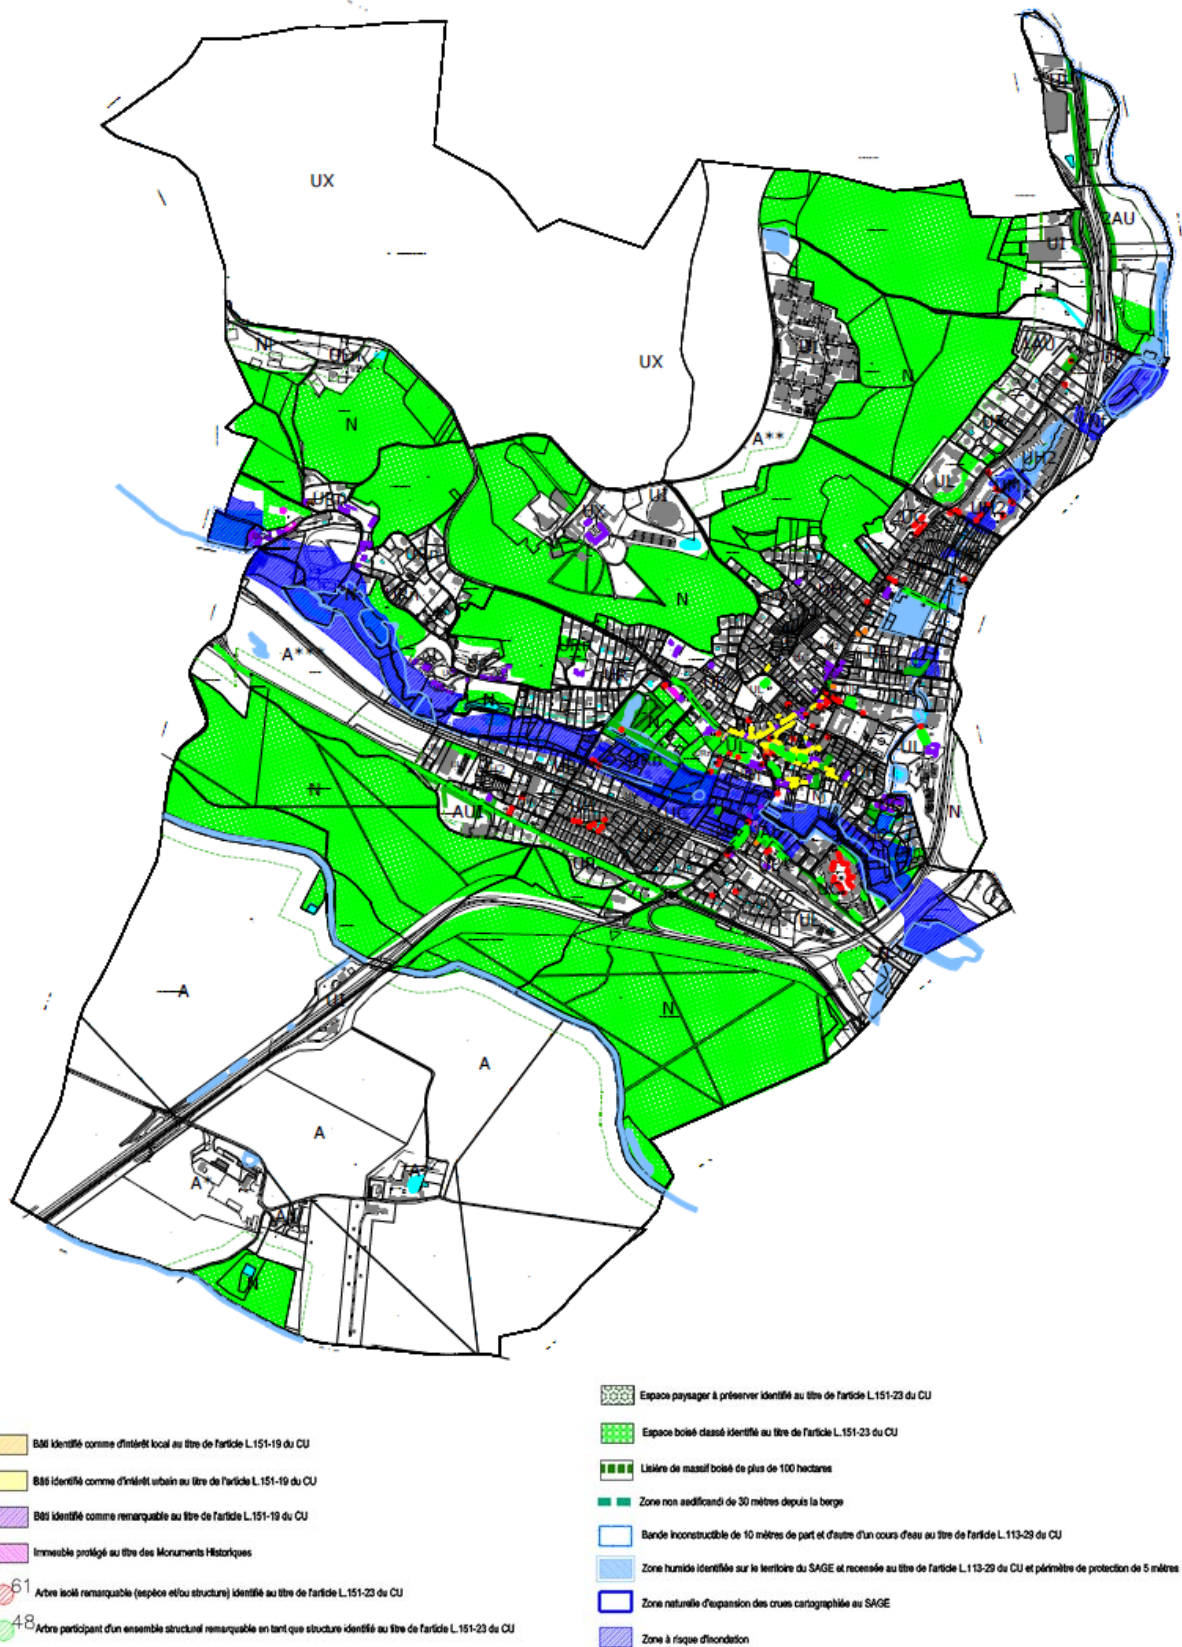 UX
2AU
UI
UX
N
N
A**
UH2
UL
UI
N
A***
N
UL
N
UL
N
AUI
UC
N
UL
A
UI
N
A
A
A*
N
Espace paysager à préserver identifié au titre de l'article L.151-23 du CU
Espace boisé classé identifié au titre de l'article L.151-23 du CU
Lisière de massif boisé de plus de 100 hectares
Zone non aedificandi de 30 mètres depuis la berge
Bande inconstructible de 10 mètres de part et d'autre d'un cours d'eau au titre de l'article L.113-29 du CU
Zone humide identifiée sur le territoire du SAGE et recensée au titre de l'article L.113-29 du CU et périmètre de protection de 5 mètres
Zone naturelle d'expansion des crues cartographiée au SAGE
Zone à risque d'inondation
Bâti identifié comme d'intérêt local au titre de l'article L.151-19 du CU
Bâti identifié comme d'intérêt urbain au titre de l'article L.151-19 du CU
Bâti identifié comme remarquable au titre de l'article L.151-19 du CU
Immeuble protégé au titre des Monuments Historiques
61 Arbre isolé remarquable (espèce et/ou structure) identifié au titre de l'article L.151-23 du CU
48 Arbre participant d'un ensemble structural remarquable en tant que structure identifié au titre de l'article L.151-23 du CU